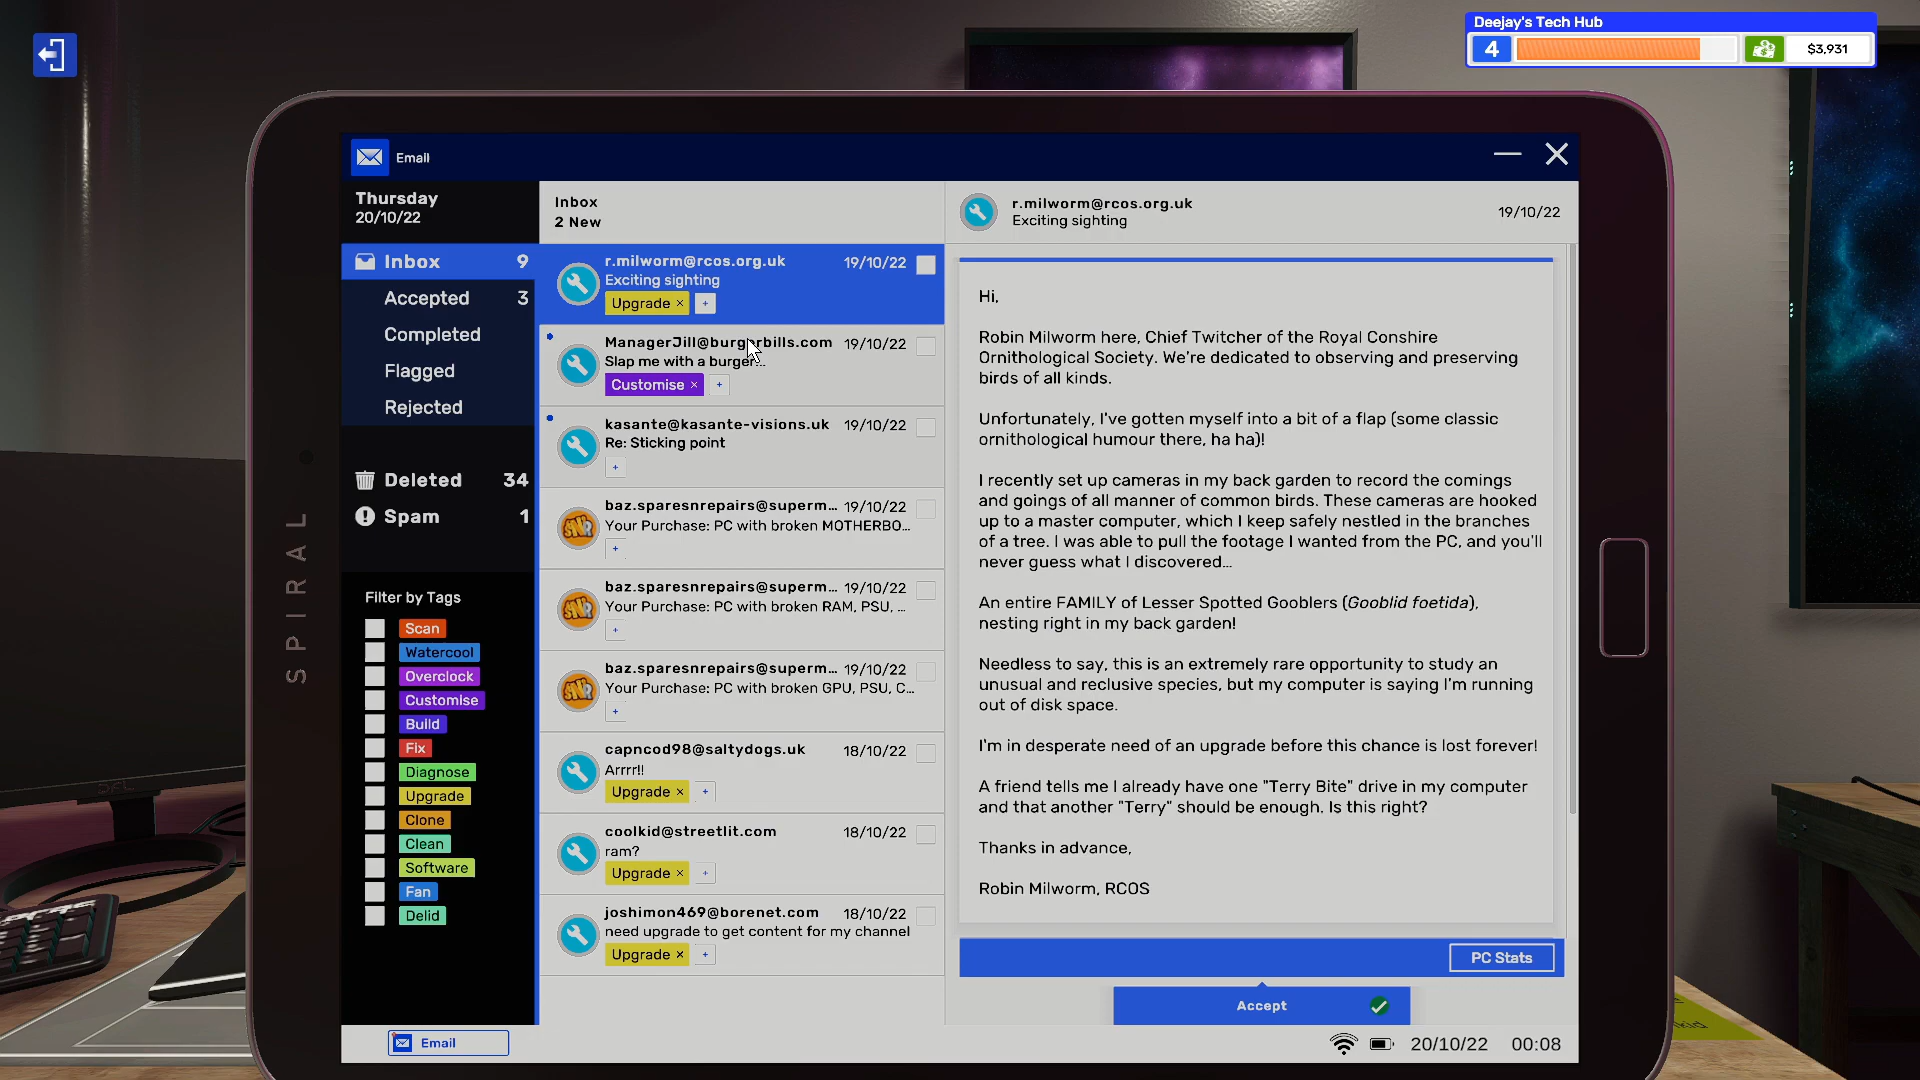 Deejay's Tech Hub
4
$3,931
Email
Thursday
20/10/22
Inbox 9
Accepted 3
Completed
Flagged
Rejected
Deleted 34
Spam 1
Filter by Tags
Scan
Watercool
Overclock
Customise
Build
Fix
Diagnose
Upgrade
Clone
Clean
Software
Fan
Delid
Inbox
2 New
r.milworm@rcos.org.uk 19/10/22
Exciting sighting
Upgrade × +
ManagerJill@burgerbills.com 19/10/22
Slap me with a burger...
Customise × +
kasante@kasante-visions.uk 19/10/22
Re: Sticking point
+
baz.sparesnrepairs@superm... 19/10/22
Your Purchase: PC with broken MOTHERBO...
+
baz.sparesnrepairs@superm... 19/10/22
Your Purchase: PC with broken RAM, PSU, ...
+
baz.sparesnrepairs@superm... 19/10/22
Your Purchase: PC with broken GPU, PSU, C...
+
capncod98@saltydogs.uk 18/10/22
Arrrr!!
Upgrade × +
coolkid@streetlit.com 18/10/22
ram?
Upgrade × +
joshimon469@borenet.com 18/10/22
need upgrade to get content for my channel
Upgrade × +
r.milworm@rcos.org.uk
Exciting sighting
19/10/22
Hi,
Robin Milworm here, Chief Twitcher of the Royal Conshire
Ornithological Society. We're dedicated to observing and preserving
birds of all kinds.
Unfortunately, I've gotten myself into a bit of a flap (some classic
ornithological humour there, ha ha)!
I recently set up cameras in my back garden to record the comings
and goings of all manner of common birds. These cameras are hooked
up to a master computer, which I keep safely nestled in the branches
of a tree. I was able to pull the footage I wanted from the PC, and you'll
never guess what I discovered...
An entire FAMILY of Lesser Spotted Gooblers (Gooblid foetida),
nesting right in my back garden!
Needless to say, this is an extremely rare opportunity to study an
unusual and reclusive species, but my computer is saying I'm running
out of disk space.
I'm in desperate need of an upgrade before this chance is lost forever!
A friend tells me I already have one "Terry Bite" drive in my computer
and that another "Terry" should be enough. Is this right?
Thanks in advance,
Robin Milworm, RCOS
PC Stats
Accept
Email
20/10/22 00:08
SPIRAL